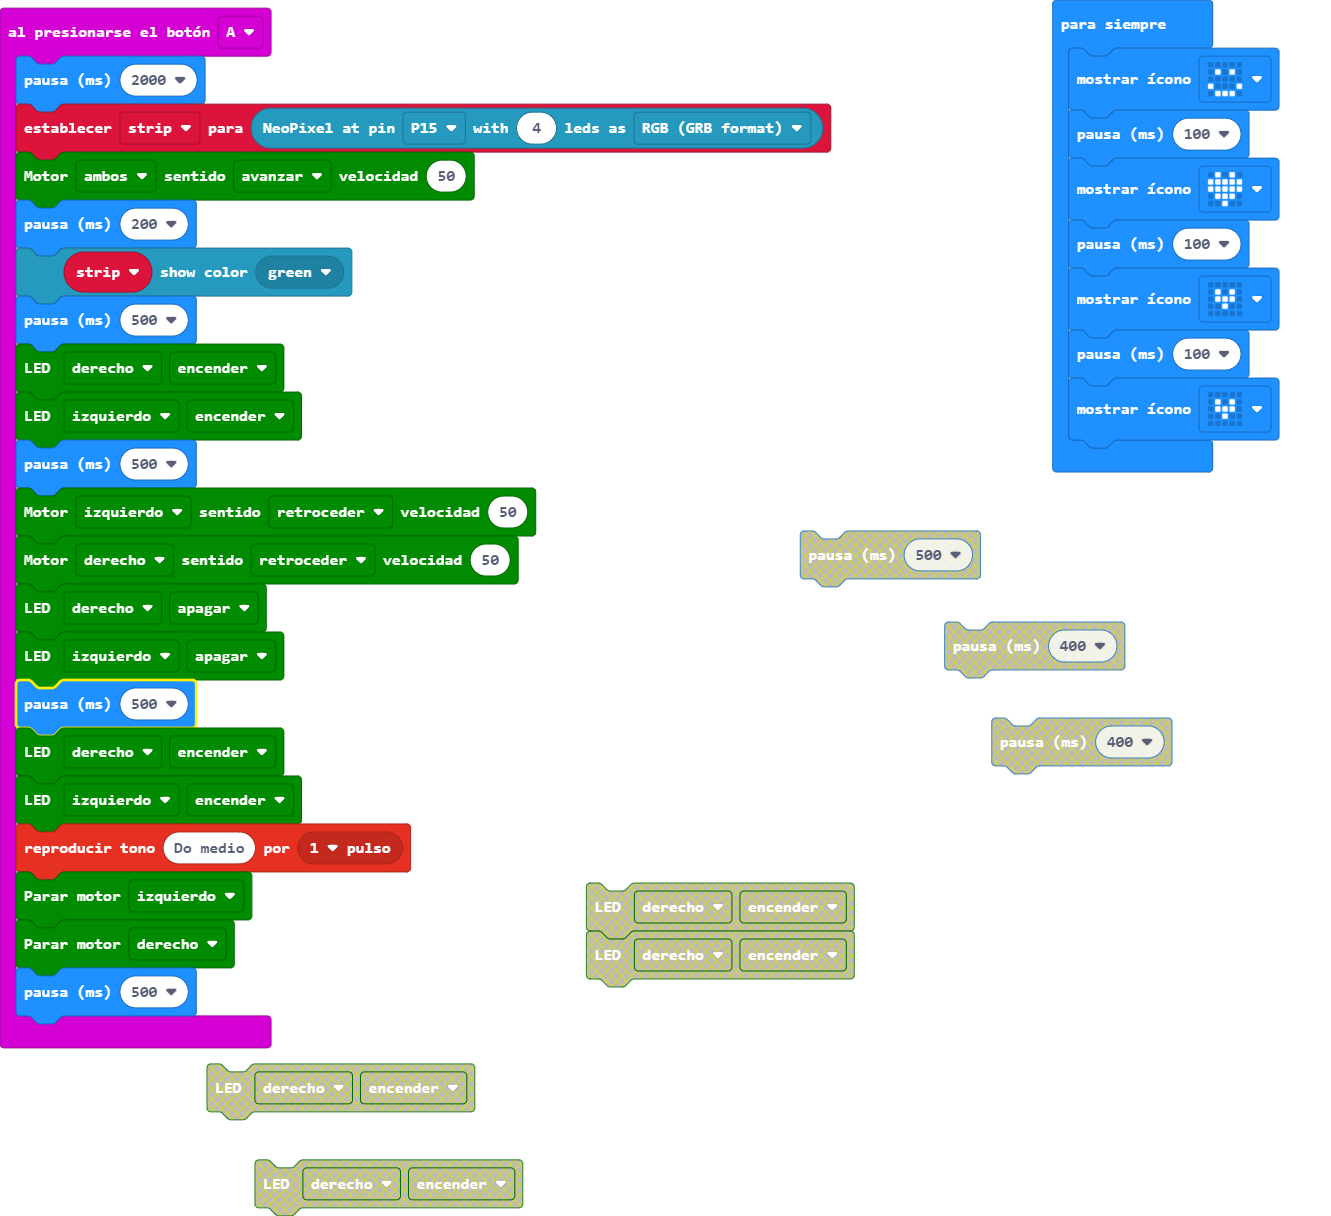 al presionarse el botón A
pausa (ms) 2000
establecer strip para NeoPixel at pin P15 with 4 leds as RGB (GRB format)
Motor ambos sentido avanzar velocidad 50
pausa (ms) 200
strip show color green
pausa (ms) 500
LED derecho encender
LED izquierdo encender
pausa (ms) 500
Motor izquierdo sentido retroceder velocidad 50
Motor derecho sentido retroceder velocidad 50
LED derecho apagar
LED izquierdo apagar
pausa (ms) 500
LED derecho encender
LED izquierdo encender
reproducir tono Do medio por 1 pulso
Parar motor izquierdo
Parar motor derecho
pausa (ms) 500
para siempre
mostrar ícono
pausa (ms) 100
mostrar ícono
pausa (ms) 100
mostrar ícono
pausa (ms) 100
mostrar ícono
pausa (ms) 500
pausa (ms) 400
pausa (ms) 400
LED derecho encender
LED derecho encender
LED derecho encender
LED derecho encender